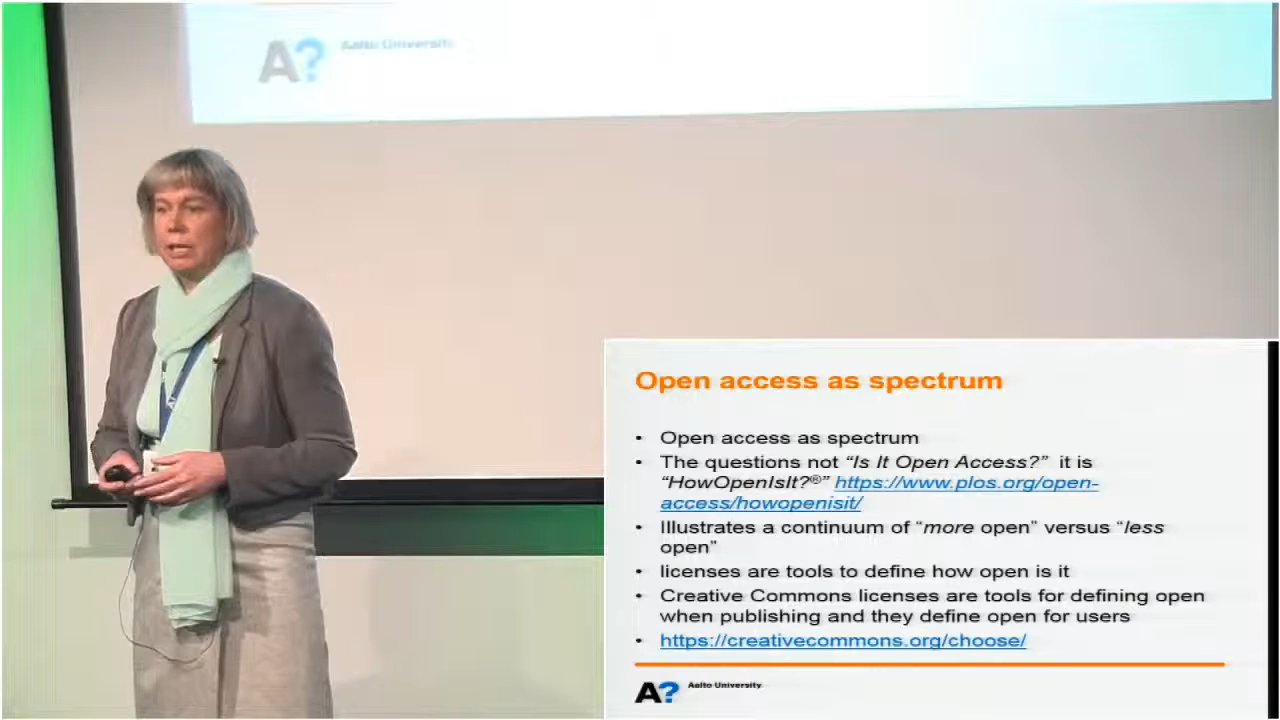 A? Aalto University
Open access as spectrum
• Open access as spectrum
• The questions not “Is It Open Access?” it is
“HowOpenIsIt?®” https://www.plos.org/open-
access/howopenisit/
• Illustrates a continuum of “more open” versus “less
open”
• licenses are tools to define how open is it
• Creative Commons licenses are tools for defining open
when publishing and they define open for users
• https://creativecommons.org/choose/
A? Aalto University